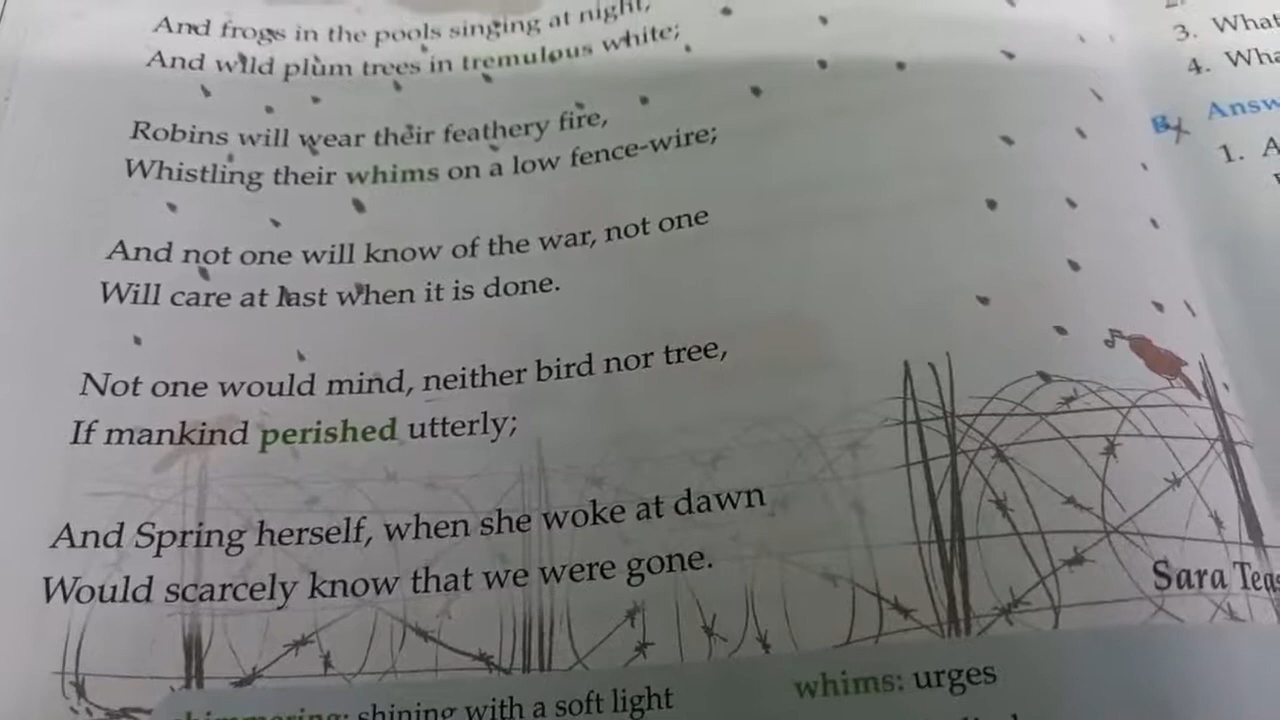 And frogs in the pools singing at night,
And wild plum trees in tremulous white;
Robins will wear their feathery fire,
Whistling their whims on a low fence-wire;
And not one will know of the war, not one
Will care at last when it is done.
Not one would mind, neither bird nor tree,
If mankind perished utterly;
And Spring herself, when she woke at dawn
Would scarcely know that we were gone.
Sara
shining with a soft light
whims: urges
3. What
4.
B
1. A